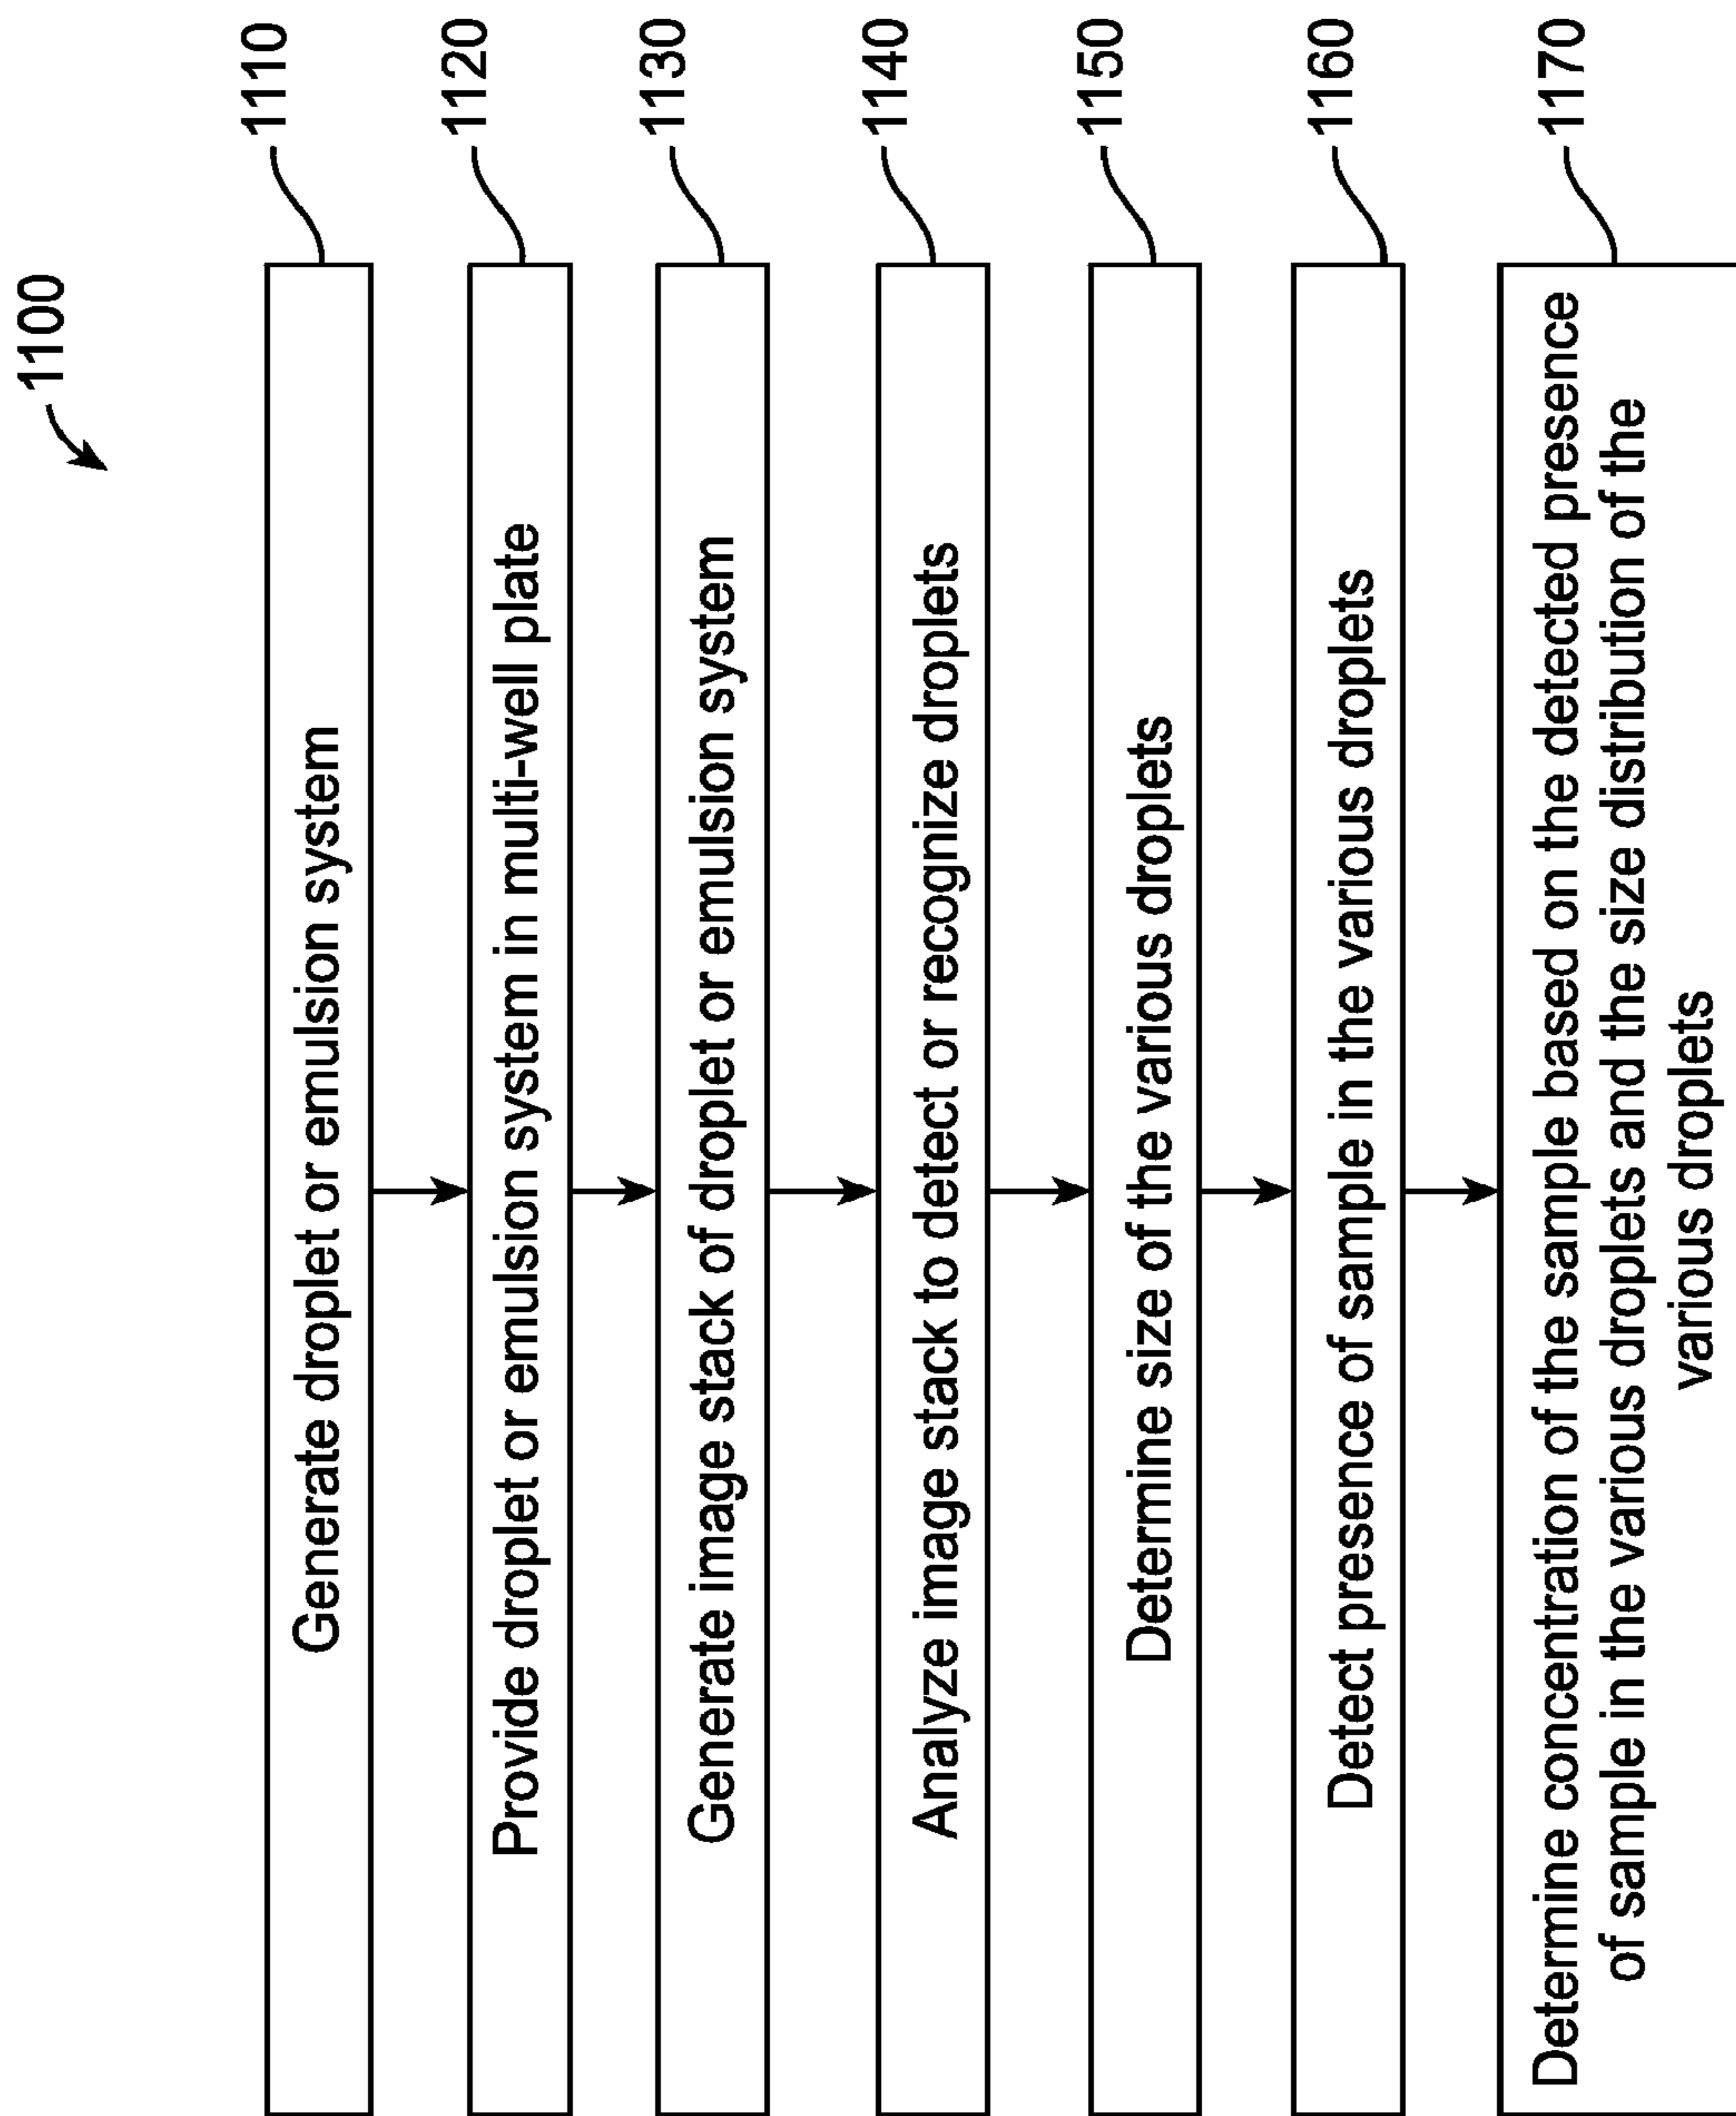 1100
Generate droplet or emulsion system
1110
Provide droplet or emulsion system in multi-well plate
1120
Generate image stack of droplet or emulsion system
1130
Analyze image stack to detect or recognize droplets
1140
Determine size of the various droplets
1150
Detect presence of sample in the various droplets
1160
Determine concentration of the sample based on the detected presence
of sample in the various droplets and the size distribution of the
various droplets
1170